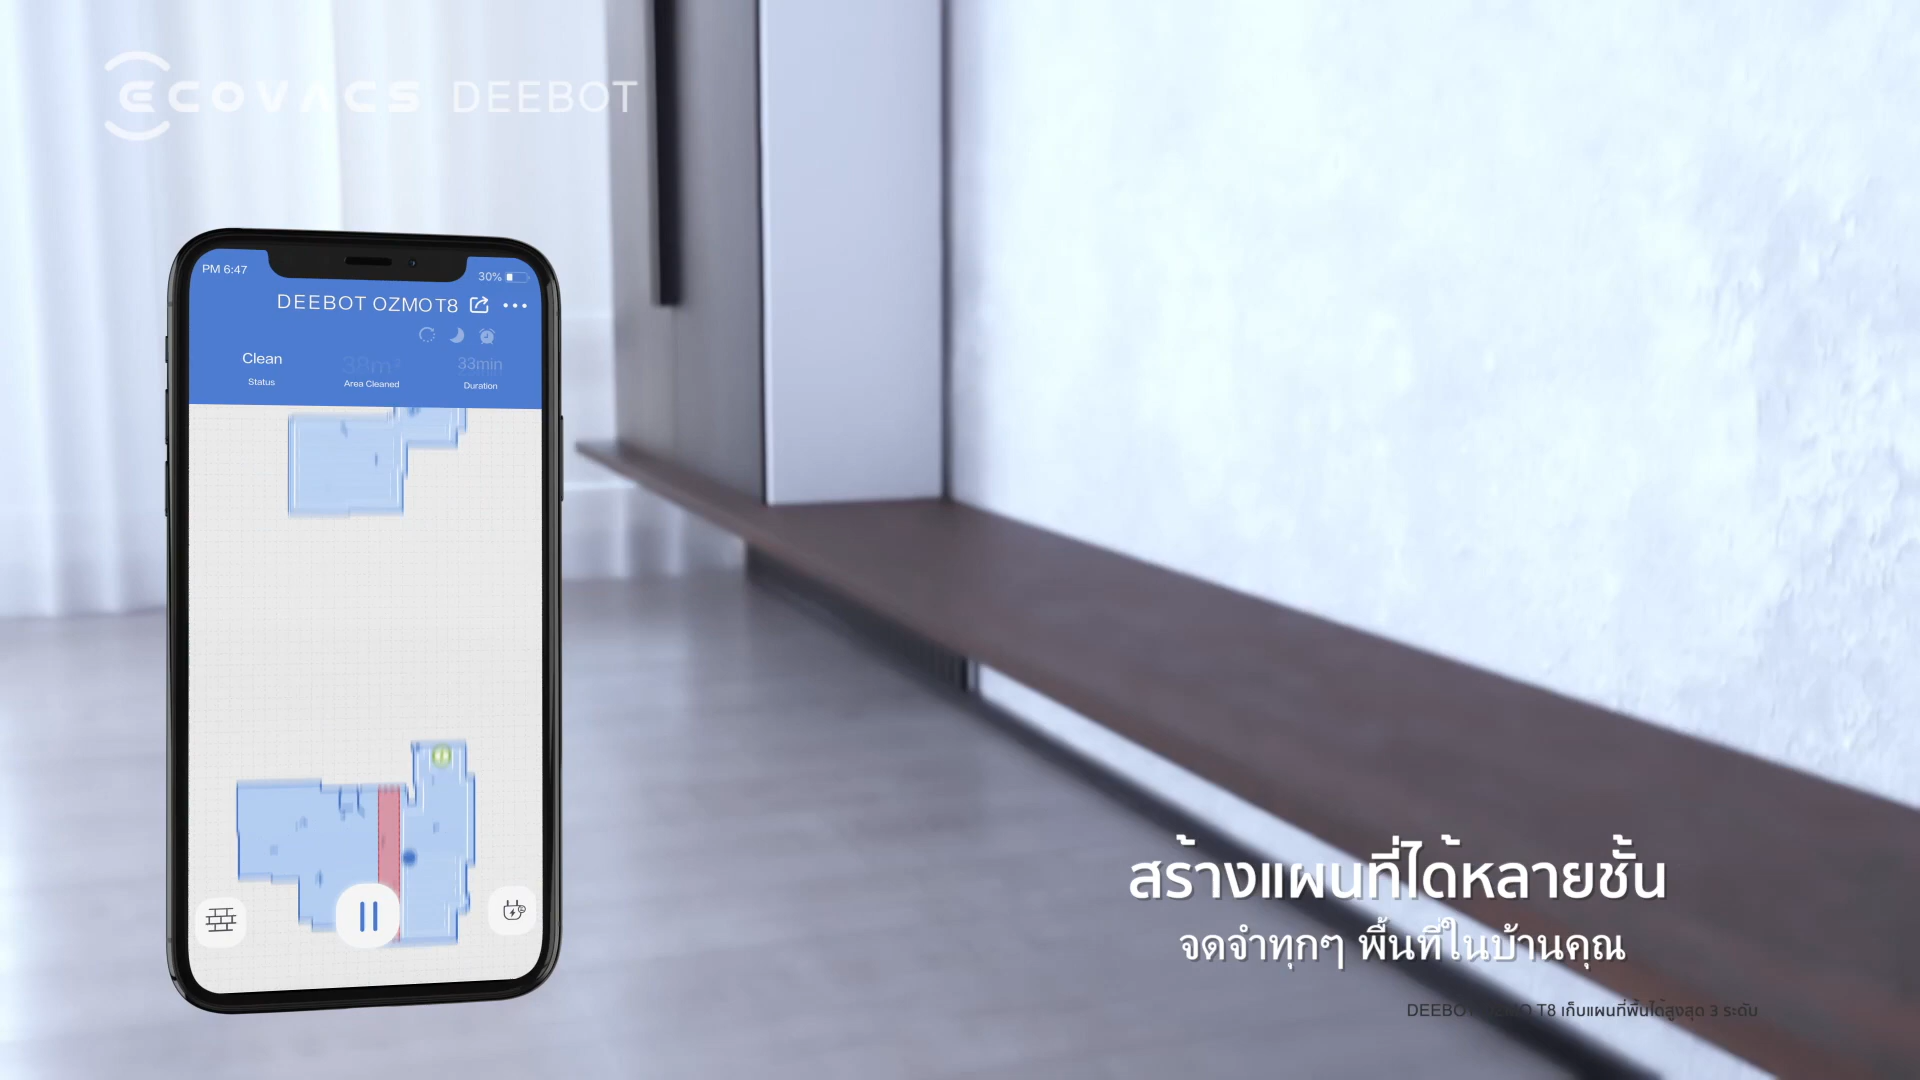 ECOVACS DEEBOT
PM 6:47
30%
DEEBOT OZMOT8
Clean
38m²
33min
Status
Area Cleaned
Duration
สร้างแผนที่ได้หลายชั้น
จดจำทุกๆ พื้นที่ในบ้านคุณ
DEEBOT OZMO T8 เก็บแผนที่พื้นได้สูงสุด 3 ระดับ